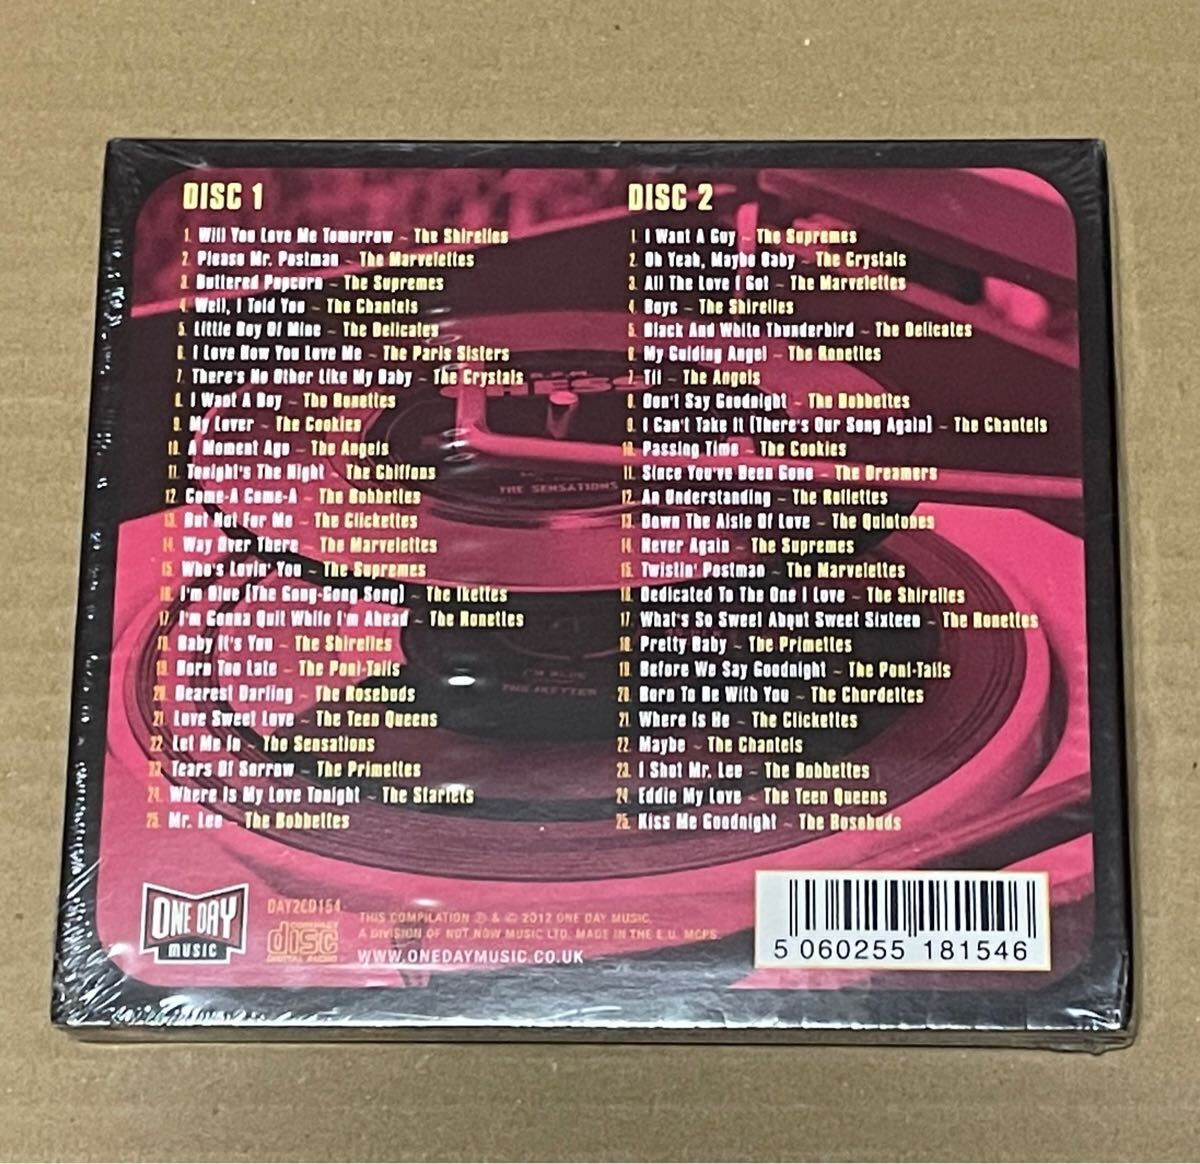 DISC 1
1. Will You Love Me Tomorrow ~ The Shirelles
2. Please Mr. Postman ~ The Marvelettes
3. Buttered Popcorn ~ The Supremes
4. Well, I Told You ~ The Chantels
5. Little Boy Of Mine ~ The Delicates
6. I Love How You Love Me ~ The Paris Sisters
7. There's No Other Like My Baby ~ The Crystals
8. I Want A Boy ~ The Ronettes
9. My Lover ~ The Cookies
10. A Moment Ago ~ The Angels
11. Tonight's The Night ~ The Chiffons
12. Come-A Come-A ~ The Bobbettes
13. But Not For Me ~ The Clickettes
14. Way Over There ~ The Marvelettes
15. Who's Lovin' You ~ The Supremes
16. I'm Blue [The Gong-Gong Song] ~ The Ikettes
17. I'm Gonna Quit While I'm Ahead ~ The Ronettes
18. Baby It's You ~ The Shirelles
19. Born Too Late ~ The Poni-Tails
20. Dearest Darling ~ The Rosebuds
21. Love Sweet Love ~ The Teen Queens
22. Let Me In ~ The Sensations
23. Tears Of Sorrow ~ The Primettes
24. Where Is My Love Tonight ~ The Starlets
25. Mr. Lee ~ The Bobbettes
DISC 2
1. I Want A Guy ~ The Supremes
2. Oh Yeah, Maybe Baby ~ The Crystals
3. All The Love I Got ~ The Marvelettes
4. Boys ~ The Shirelles
5. Black And White Thunderbird ~ The Delicates
6. My Guiding Angel ~ The Ronettes
7. Til ~ The Angels
8. Don't Say Goodnight ~ The Bobbettes
9. I Can't Take It [There's Our Song Again] ~ The Chantels
10. Passing Time ~ The Cookies
11. Since You've Been Gone ~ The Dreamers
12. An Understanding ~ The Rollettes
13. Down The Aisle Of Love ~ The Quintones
14. Never Again ~ The Supremes
15. Twistin' Postman ~ The Marvelettes
16. Dedicated To The One I Love ~ The Shirelles
17. What's So Sweet About Sweet Sixteen ~ The Ronettes
18. Pretty Baby ~ The Primettes
19. Before We Say Goodnight ~ The Poni-Tails
20. Born To Be With You ~ The Chordettes
21. Where Is He ~ The Clickettes
22. Maybe ~ The Chantels
23. I Shot Mr. Lee ~ The Bobbettes
24. Eddie My Love ~ The Teen Queens
25. Kiss Me Goodnight ~ The Rosebuds
CHESS
THE SENSATIONS
I'M BLUE
THE IKETTES
ONE DAY
MUSIC
DAY2CD154
COMPACT
disc
DIGITAL AUDIO
THIS COMPILATION ℗ & © 2012 ONE DAY MUSIC.
A DIVISION OF NOT NOW MUSIC LTD. MADE IN THE E.U. MCPS.
WWW.ONEDAYMUSIC.CO.UK
5 060255 181546